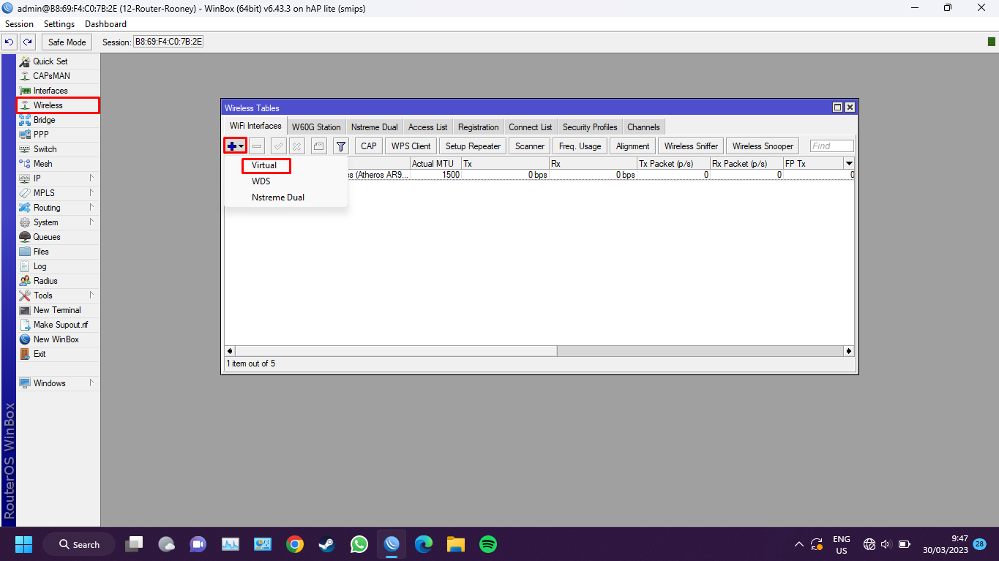 admin@B8:69:F4:C0:7B:2E (12-Router-Rooney) - WinBox (64bit) v6.43.3 on hAP lite (smips)
Session Settings Dashboard
Safe Mode Session: B8:69:F4:C0:7B:2E
Quick Set
CAPsMAN
Interfaces
Wireless
Bridge
PPP
Switch
Mesh
IP
MPLS
Routing
System
Queues
Files
Log
Radius
Tools
New Terminal
Make Supout.rif
New WinBox
Exit
Windows
RouterOS WinBox
Wireless Tables
WiFi Interfaces W60G Station Nstreme Dual Access List Registration Connect List Security Profiles Channels
CAP WPS Client Setup Repeater Scanner Freq. Usage Alignment Wireless Sniffer Wireless Snooper Find
Actual MTU Tx Rx Tx Packet (p/s) Rx Packet (p/s) FP Tx
ss (Atheros AR9... 1500 0 bps 0 bps 0 0 0
Virtual
WDS
Nstreme Dual
1 item out of 5
Search
ENG
US
9:47
30/03/2023
28